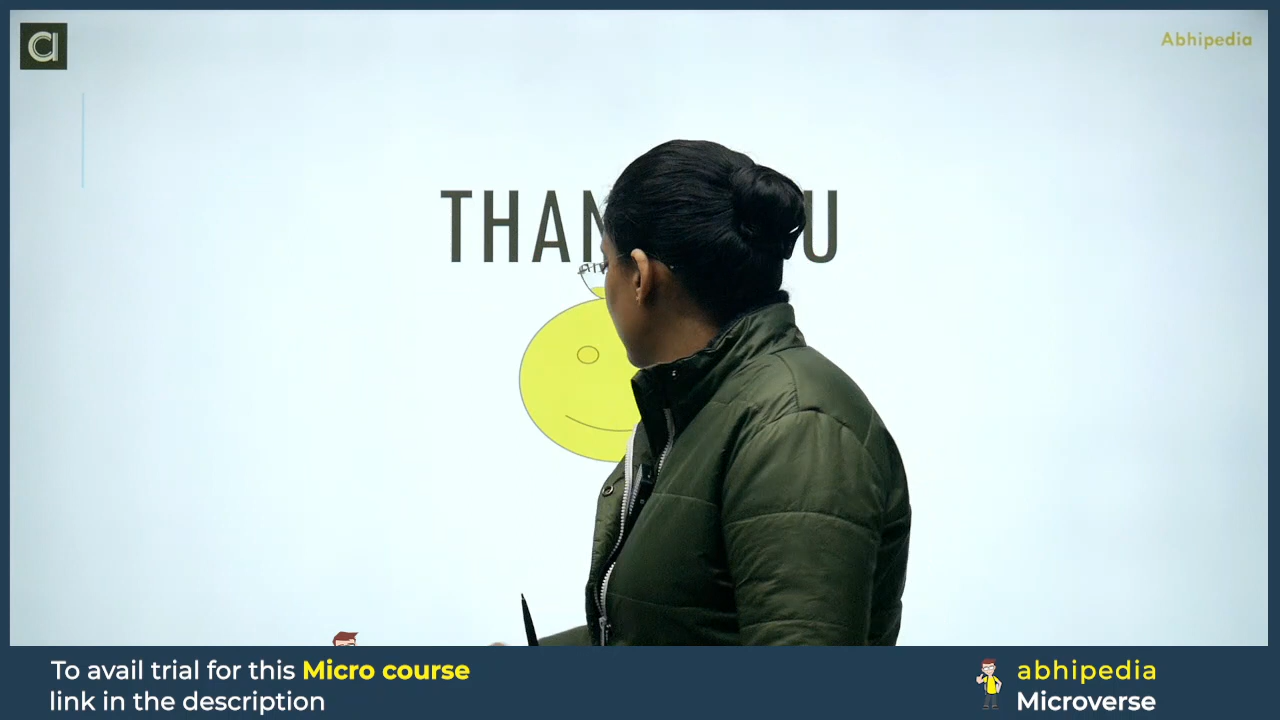 Abhipedia
THAN U
To avail trial for this Micro course
link in the description
abhipedia
Microverse